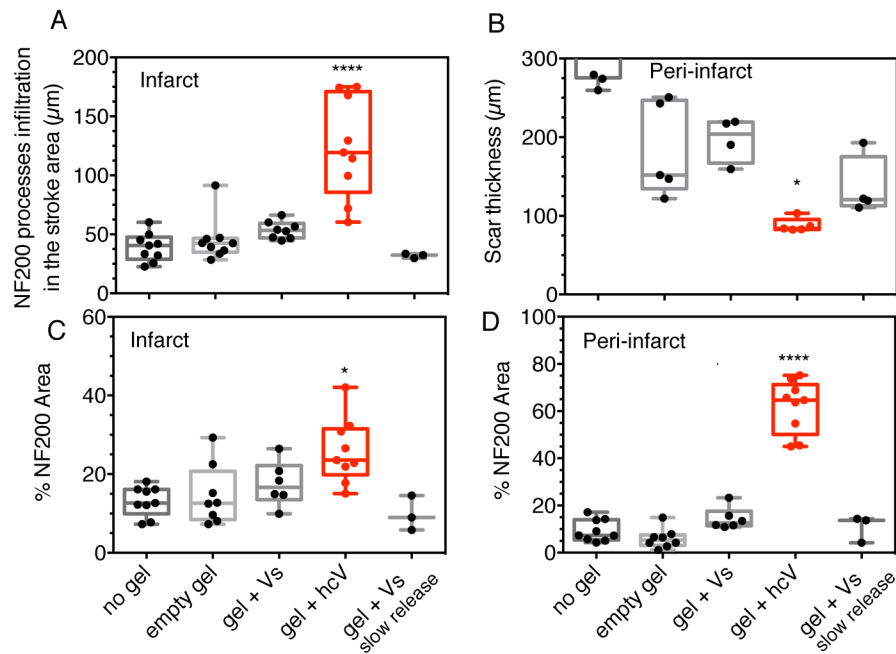 A
NF200 processes infiltration
in the stroke area (µm)
200
150
100
50
0
Infarct
****
B
Scar thickness (µm)
300
200
100
0
Peri-infarct
*
C
% NF200 Area
60
40
20
0
Infarct
*
no gel
empty gel
gel + Vs
gel + hcV
gel + Vs
slow release
D
% NF200 Area
100
80
60
40
20
0
Peri-infarct
****
no gel
empty gel
gel + Vs
gel + hcV
gel + Vs
slow release